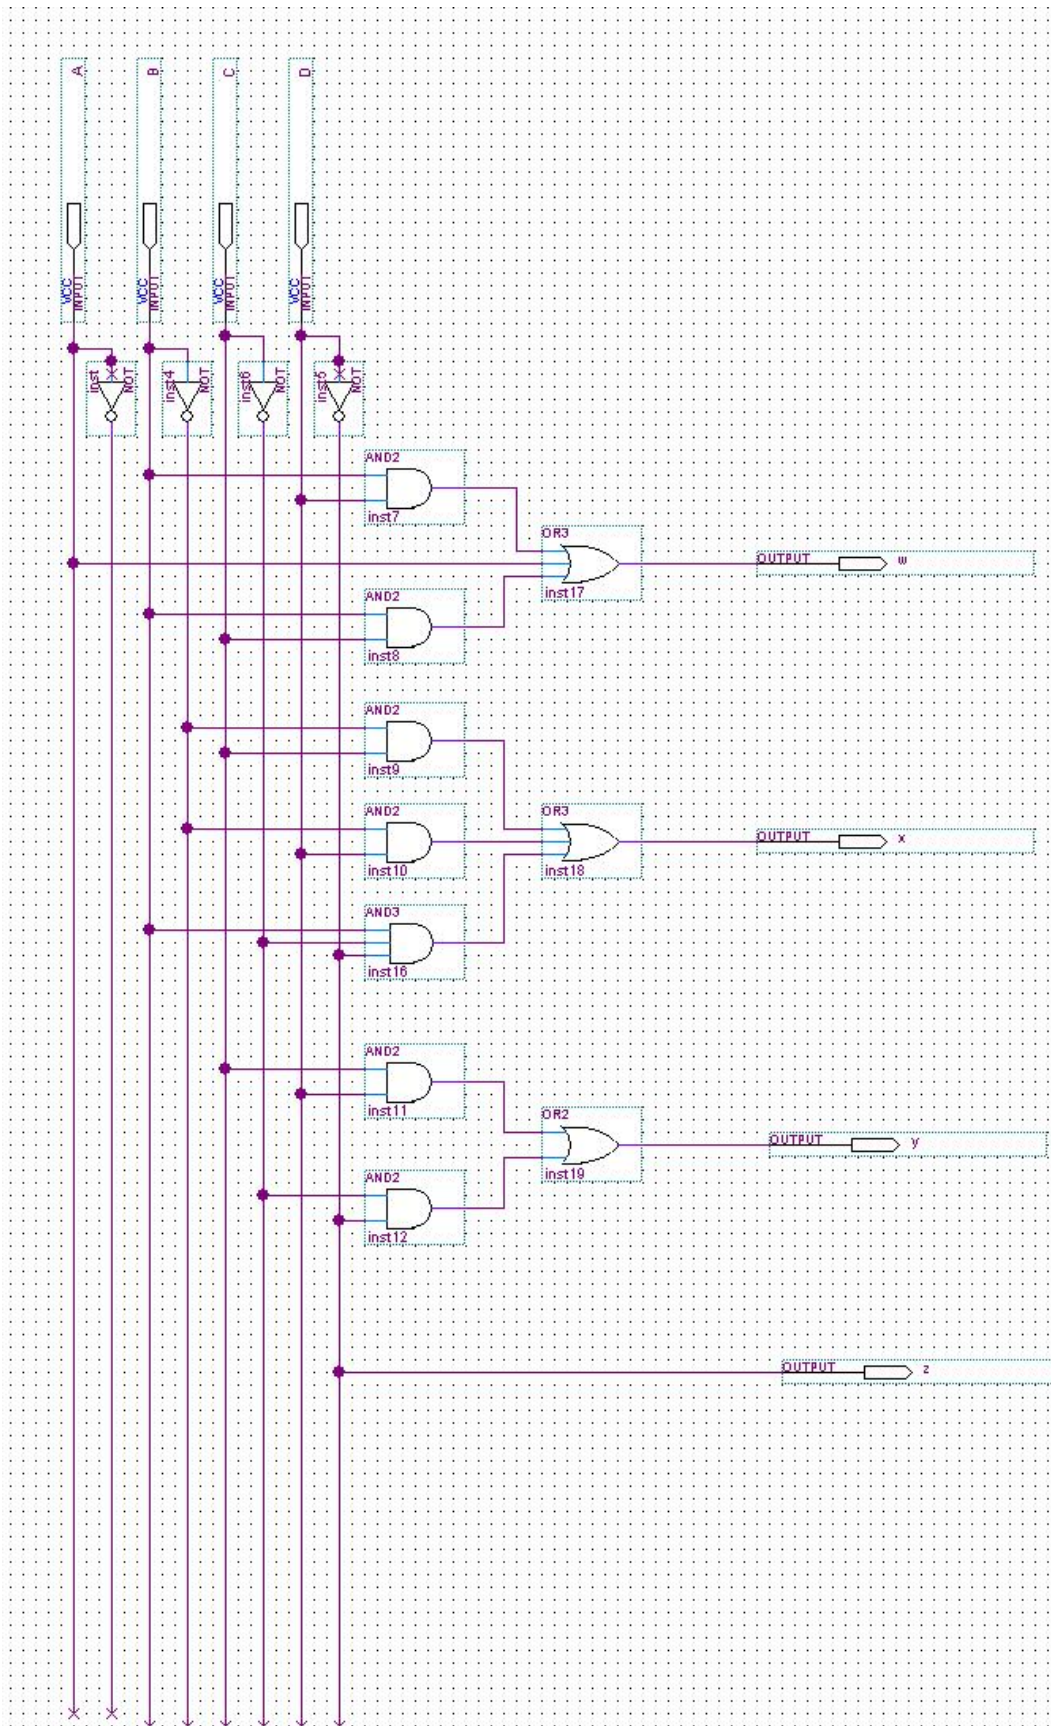 A
B
C
D
VCC
INPUT
VCC
INPUT
VCC
INPUT
VCC
INPUT
inst
NOT
inst4
NOT
inst6
NOT
inst5
NOT
AND2
inst7
OR3
inst17
OUTPUT
w
AND2
inst8
AND2
inst9
AND2
inst10
OR3
inst18
OUTPUT
x
AND3
inst16
AND2
inst11
OR2
inst19
OUTPUT
y
AND2
inst12
OUTPUT
z